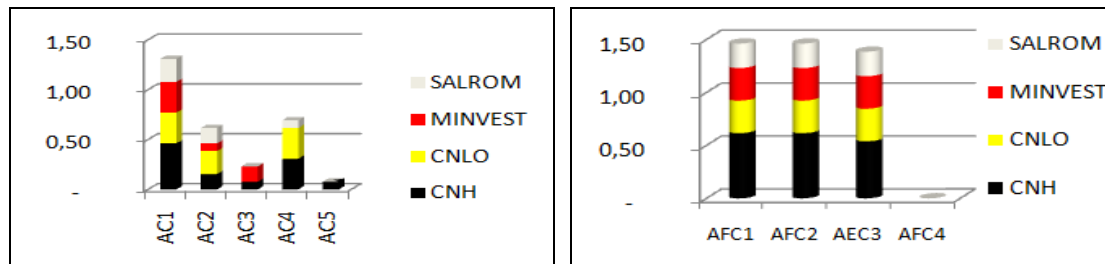 1,50
1,00
0,50
-
AC1
AC2
AC3
AC4
AC5
SALROM
MINVEST
CNLO
CNH
1,50
1,00
0,50
-
AFC1 AFC2 AEC3 AFC4
SALROM
MINVEST
CNLO
CNH